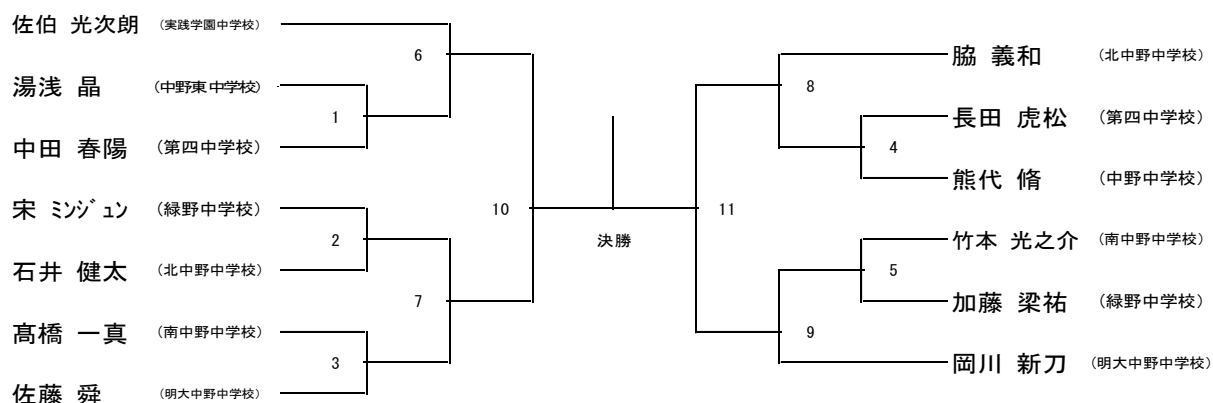 佐伯 光次朗 (実践学園中学校)
湯浅 晶 (中野東中学校)
中田 春陽 (第四中学校)
宋 ミンジュン (緑野中学校)
石井 健太 (北中野中学校)
髙橋 一真 (南中野中学校)
佐藤 舜 (明大中野中学校)
1
2
3
6
7
10
決勝
11
8
9
4
5
脇 義和 (北中野中学校)
長田 虎松 (第四中学校)
熊代 脩 (中野中学校)
竹本 光之介 (南中野中学校)
加藤 梁祐 (緑野中学校)
岡川 新刀 (明大中野中学校)